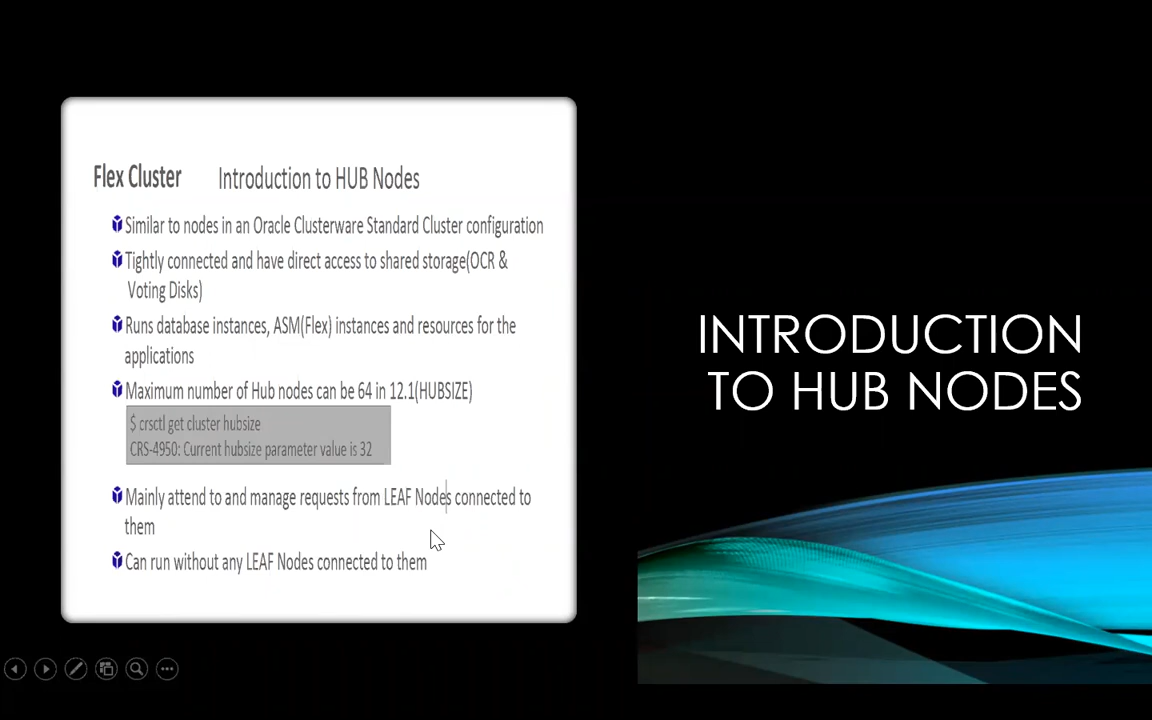 Flex Cluster Introduction to HUB Nodes
Similar to nodes in an Oracle Clusterware Standard Cluster configuration
Tightly connected and have direct access to shared storage(OCR &
Voting Disks)
Runs database instances, ASM(Flex) instances and resources for the
applications
Maximum number of Hub nodes can be 64 in 12.1(HUBSIZE)
$ crsctl get cluster hubsize
CRS-4950: Current hubsize parameter value is 32
Mainly attend to and manage requests from LEAF Nodes connected to
them
Can run without any LEAF Nodes connected to them
INTRODUCTION
TO HUB NODES